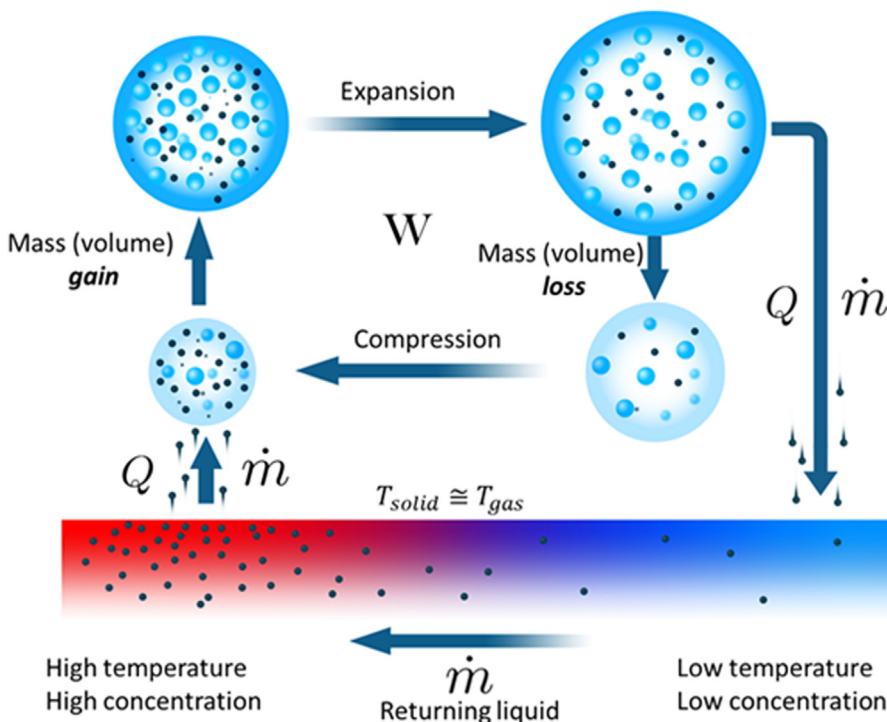 Expansion
W
Mass (volume)
gain
Mass (volume)
loss
Q
ṁ
Compression
Q
ṁ
T_solid ≅ T_gas
High temperature
High concentration
ṁ
Returning liquid
Low temperature
Low concentration